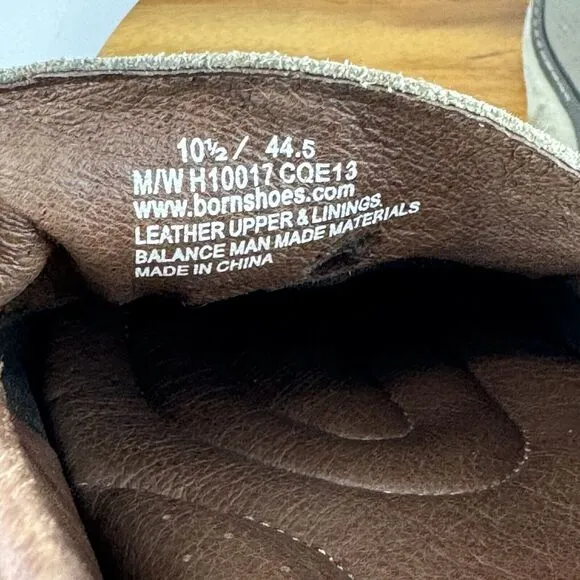 10½/ 44.5
M/W H10017 CQE13
www.bornshoes.com
LEATHER UPPER & LININGS.
BALANCE MAN MADE MATERIALS
MADE IN CHINA